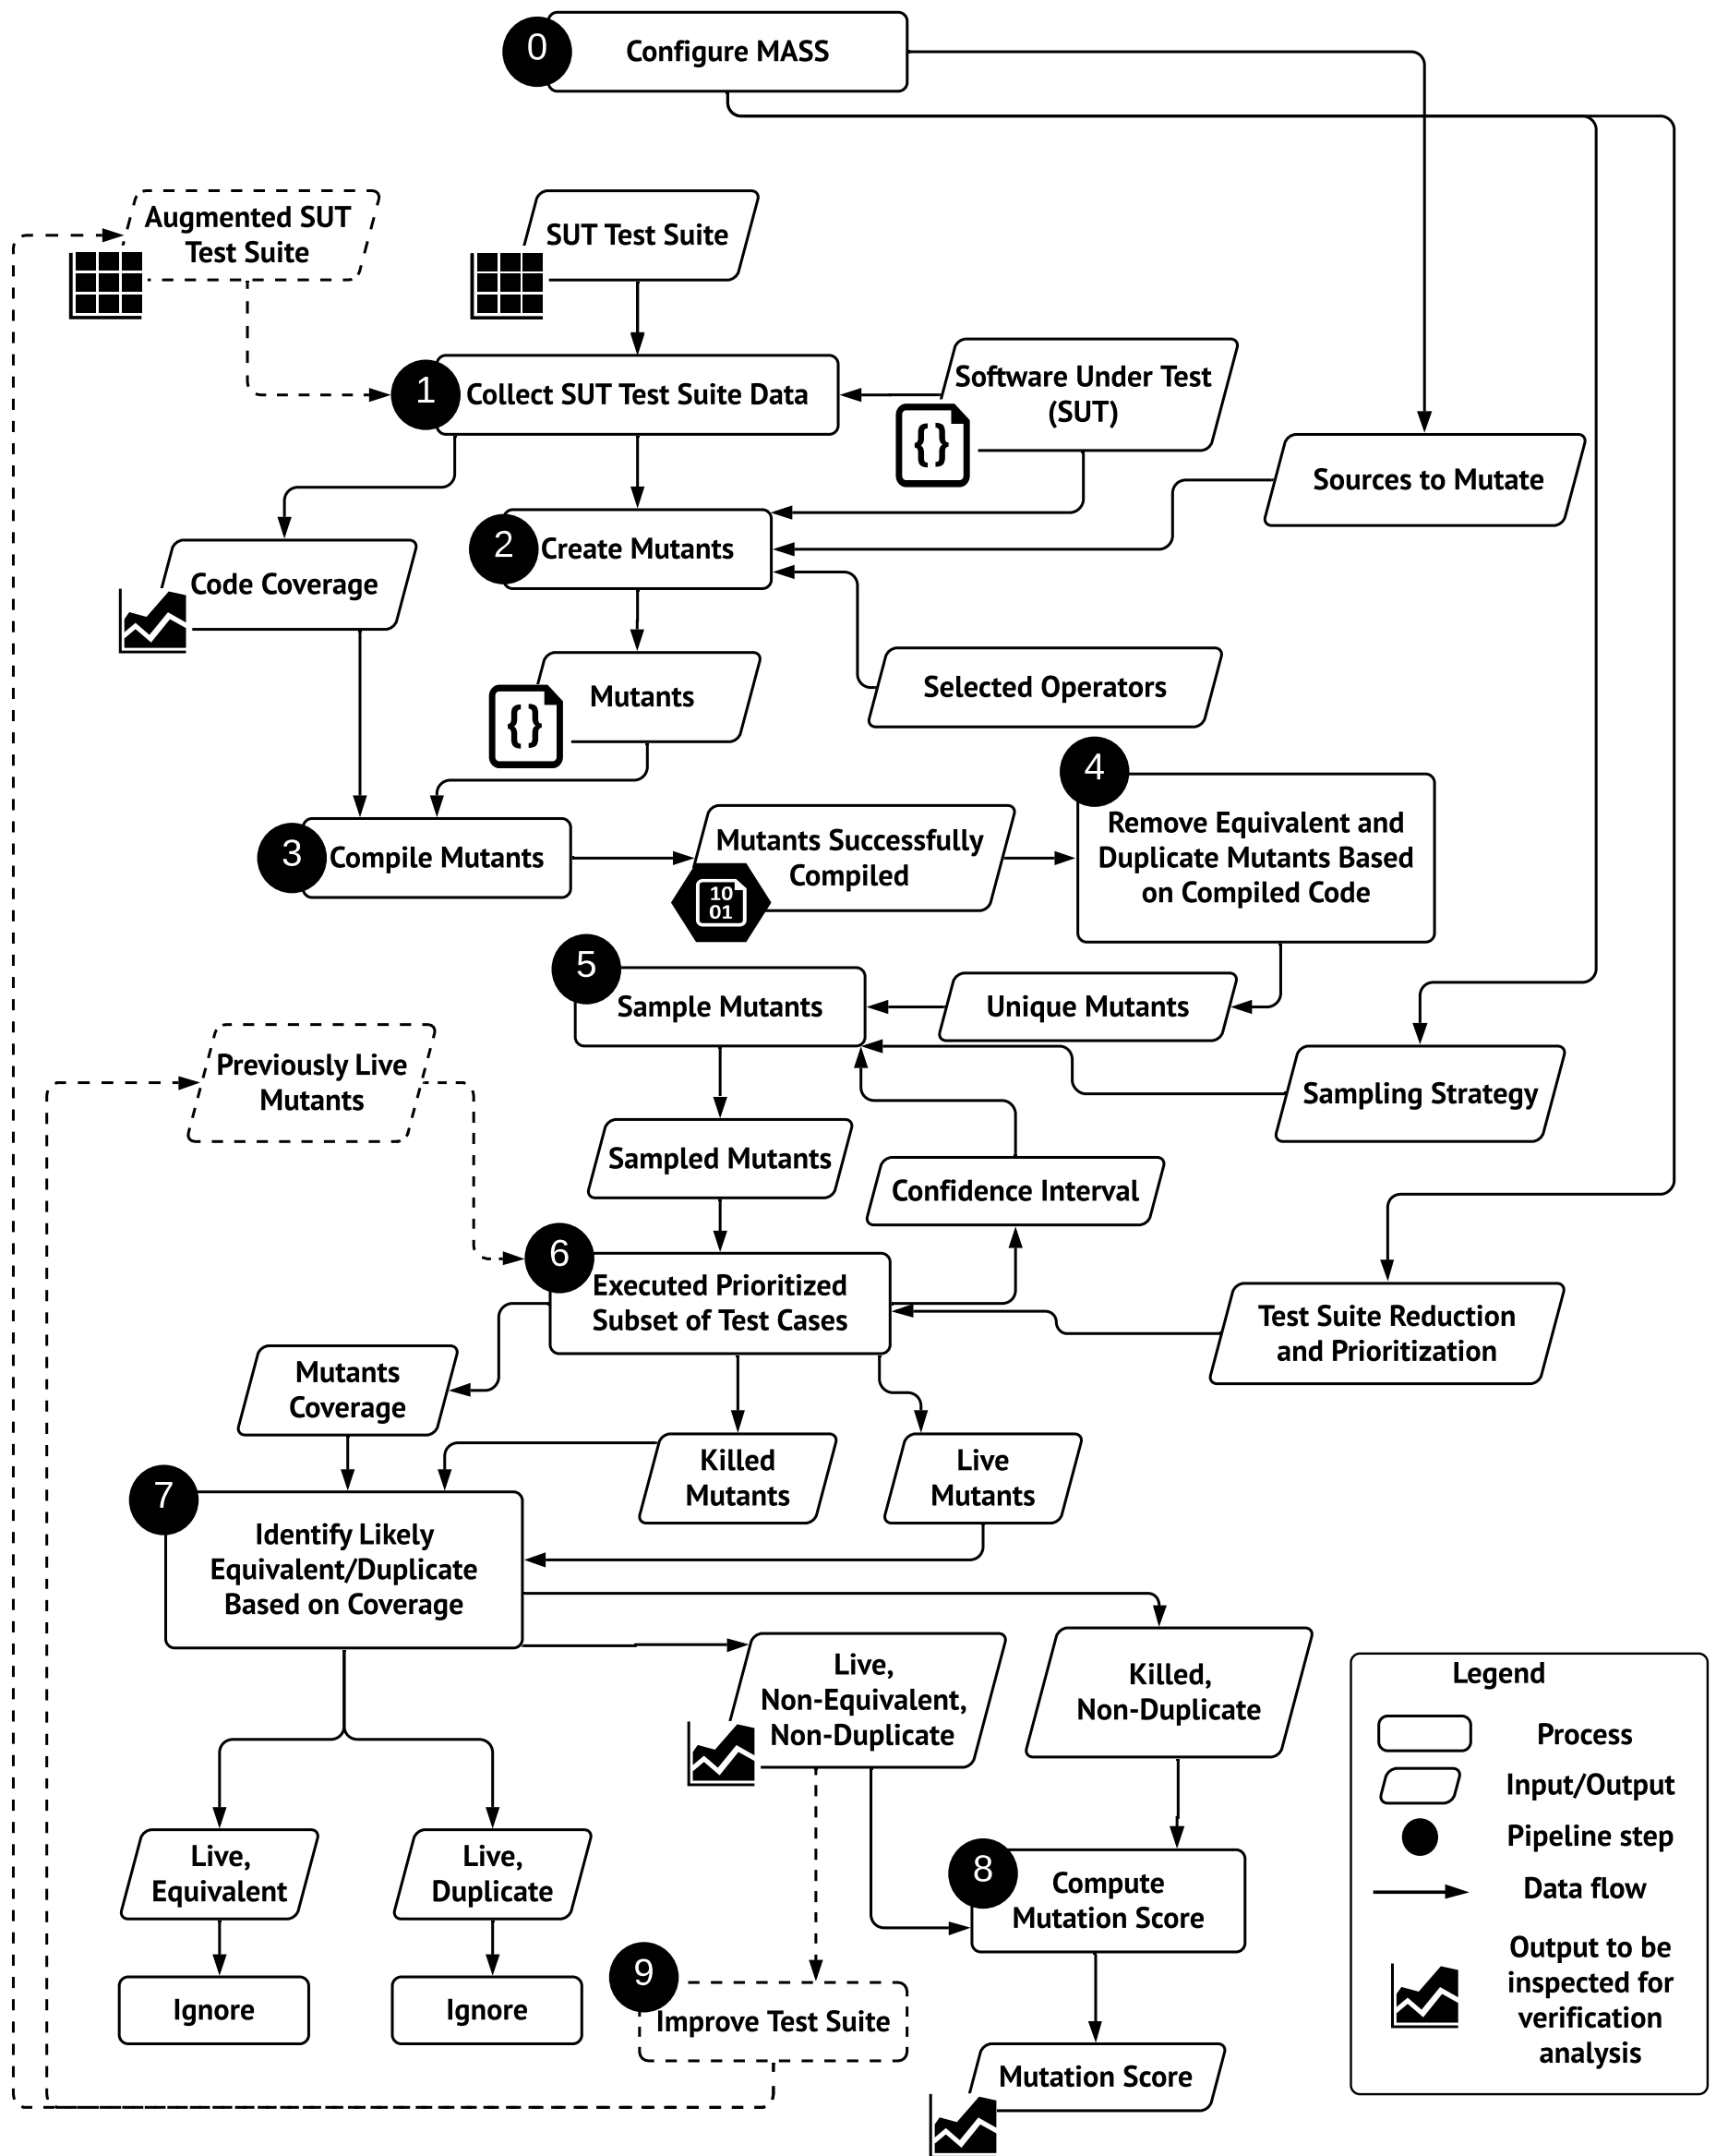 0
Configure MASS
Augmented SUT
Test Suite
SUT Test Suite
1
Collect SUT Test Suite Data
Software Under Test
(SUT)
{}
Sources to Mutate
2
Create Mutants
Code Coverage
Mutants
{}
Selected Operators
3
Compile Mutants
Mutants Successfully
Compiled
10
01
4
Remove Equivalent and
Duplicate Mutants Based
on Compiled Code
5
Sample Mutants
Unique Mutants
Previously Live
Mutants
Sampling Strategy
Sampled Mutants
Confidence Interval
6
Executed Prioritized
Subset of Test Cases
Test Suite Reduction
and Prioritization
Mutants
Coverage
Killed
Mutants
Live
Mutants
7
Identify Likely
Equivalent/Duplicate
Based on Coverage
Live,
Non-Equivalent,
Non-Duplicate
Killed,
Non-Duplicate
Live,
Equivalent
Live,
Duplicate
8
Compute
Mutation Score
Ignore
Ignore
9
Improve Test Suite
Mutation Score
Legend
Process
Input/Output
Pipeline step
Data flow
Output to be
inspected for
verification
analysis